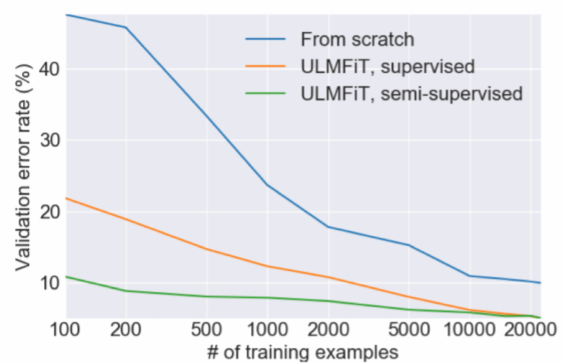 From scratch
ULMFiT, supervised
ULMFiT, semi-supervised
Validation error rate (%)
40
30
20
10
100 200 500 1000 2000 5000 10000 20000
# of training examples